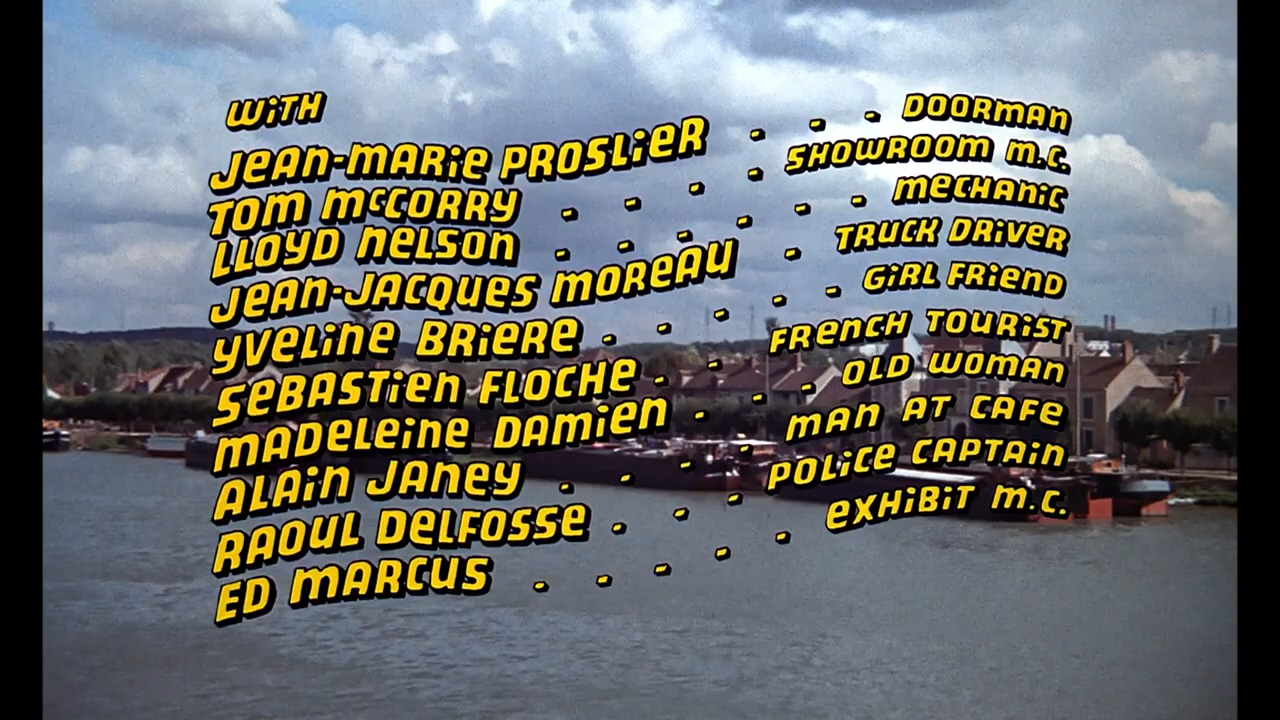 WiTH
JEAN-MARiE PROSLiER - - - DOORMAN
TOM McCORRY - - - - SHOWROOM M.C.
LLOYD NELSON - - - - - - MECHANiC
JEAN-JACQUES MOREAU - TRUCK DRiVER
YVELiNE BRiERE - - - - - GiRL FRiEND
SEBASTiEN FLOCHE - - FRENCH TOURiST
MADELEiNE DAMiEN - - - OLD WOMAN
ALAiN JANEY - - - - MAN AT CAFE
RAOUL DELFOSSE - - - POLiCE CAPTAiN
ED MARCUS - - - - - EXHiBiT M.C.